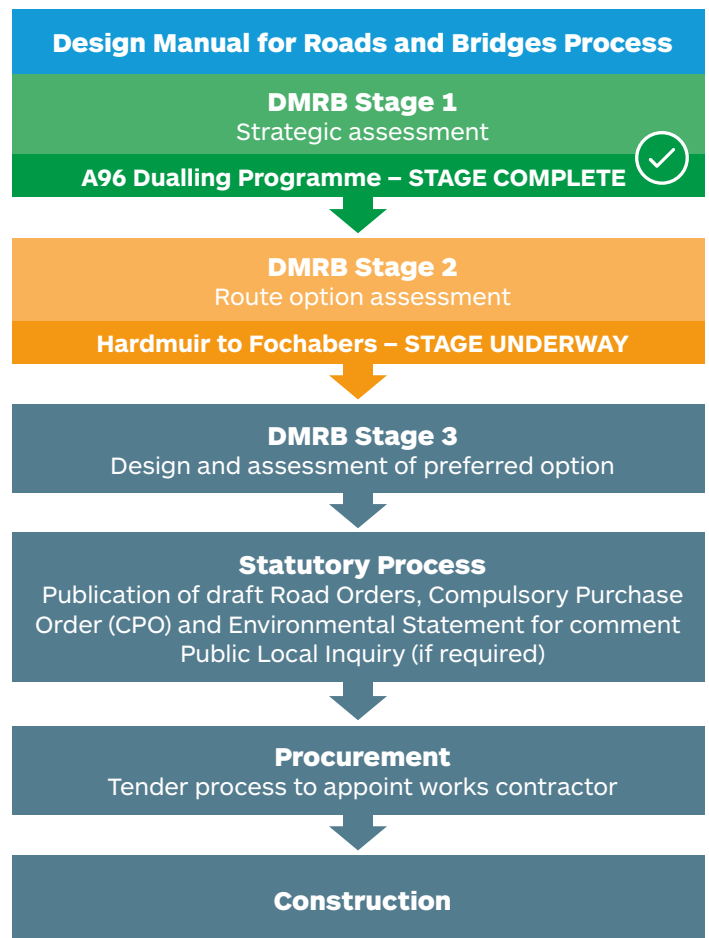 Design Manual for Roads and Bridges Process
DMRB Stage 1
Strategic assessment
A96 Dualling Programme – STAGE COMPLETE
DMRB Stage 2
Route option assessment
Hardmuir to Fochabers – STAGE UNDERWAY
DMRB Stage 3
Design and assessment of preferred option
Statutory Process
Publication of draft Road Orders, Compulsory Purchase
Order (CPO) and Environmental Statement for comment
Public Local Inquiry (if required)
Procurement
Tender process to appoint works contractor
Construction